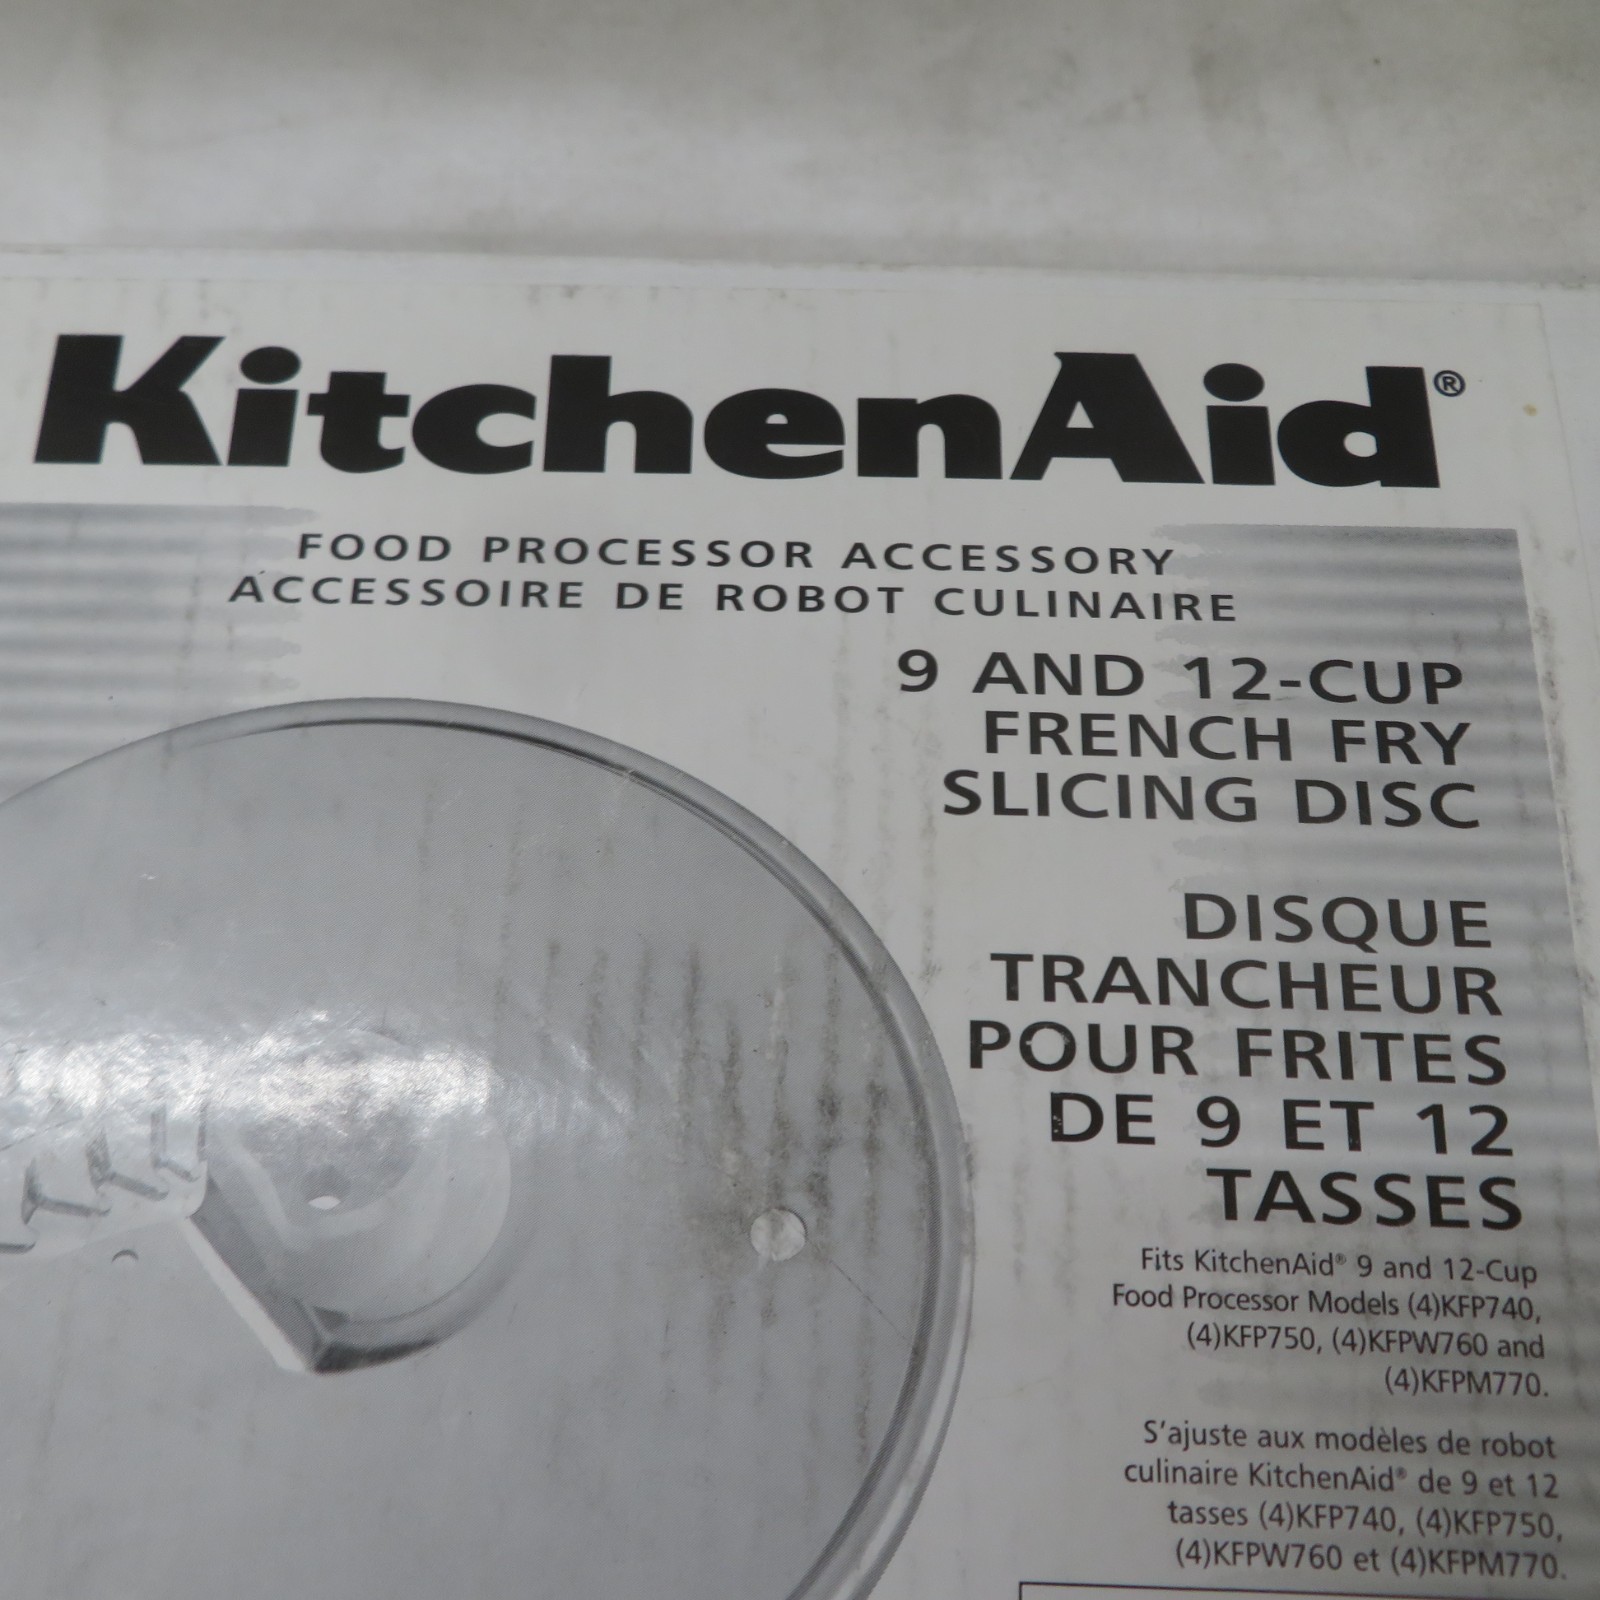 KitchenAid®
FOOD PROCESSOR ACCESSORY
ACCESSOIRE DE ROBOT CULINAIRE
9 AND 12-CUP
FRENCH FRY
SLICING DISC
DISQUE
TRANCHEUR
POUR FRITES
DE 9 ET 12
TASSES
Fits KitchenAid® 9 and 12-Cup
Food Processor Models (4)KFP740,
(4)KFP750, (4)KFPW760 and
(4)KFPM770.
S'ajuste aux modèles de robot
culinaire KitchenAid® de 9 et 12
tasses (4)KFP740, (4)KFP750,
(4)KFPW760 et (4)KFPM770.